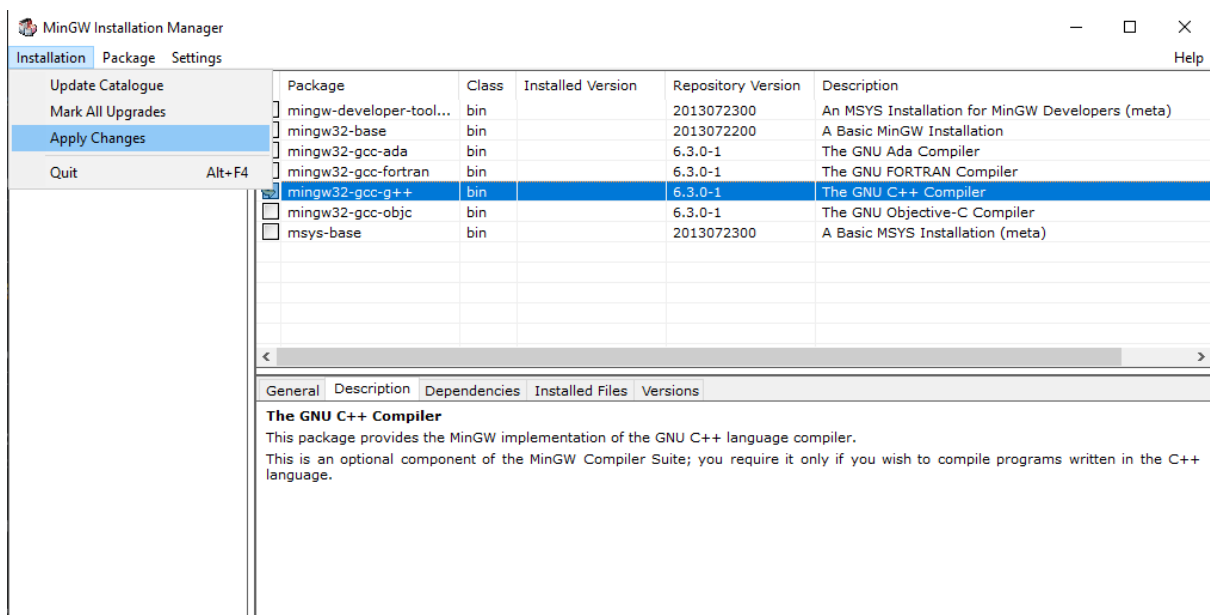 MinGW Installation Manager
Installation Package Settings Help
Update Catalogue
Mark All Upgrades
Apply Changes
Quit Alt+F4
Package Class Installed Version Repository Version Description
mingw-developer-tool... bin 2013072300 An MSYS Installation for MinGW Developers (meta)
mingw32-base bin 2013072200 A Basic MinGW Installation
mingw32-gcc-ada bin 6.3.0-1 The GNU Ada Compiler
mingw32-gcc-fortran bin 6.3.0-1 The GNU FORTRAN Compiler
mingw32-gcc-g++ bin 6.3.0-1 The GNU C++ Compiler
mingw32-gcc-objc bin 6.3.0-1 The GNU Objective-C Compiler
msys-base bin 2013072300 A Basic MSYS Installation (meta)
General Description Dependencies Installed Files Versions
The GNU C++ Compiler
This package provides the MinGW implementation of the GNU C++ language compiler.
This is an optional component of the MinGW Compiler Suite; you require it only if you wish to compile programs written in the C++
language.